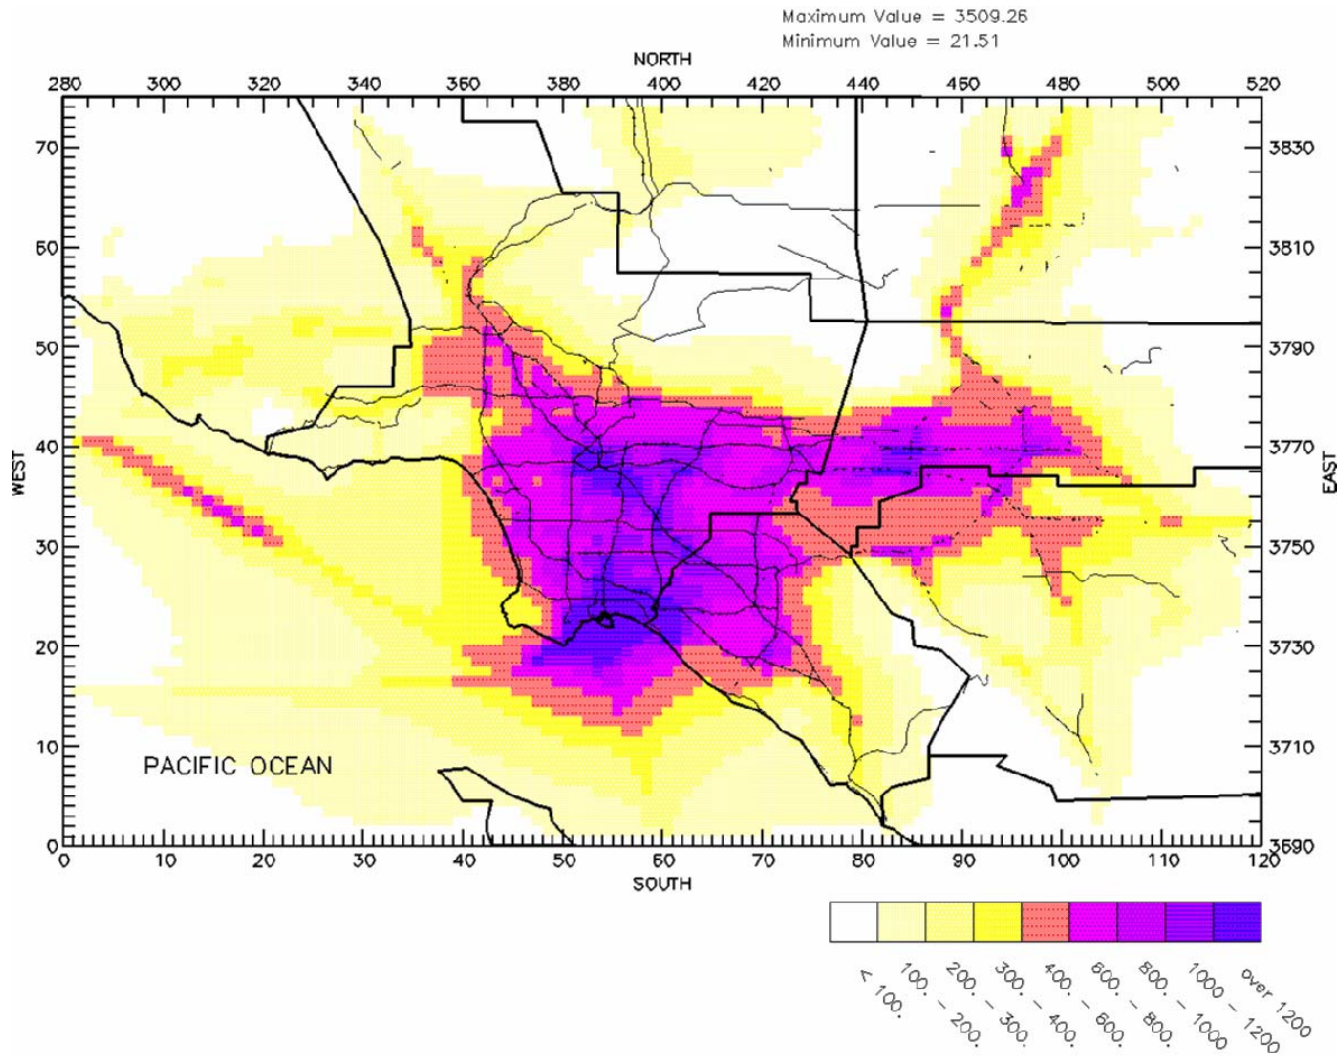 Maximum Value = 3509.26
Minimum Value = 21.51
NORTH
280 300 320 340 360 380 400 420 440 460 480 500 520
70 3830
60 3810
50 3790
40 3770
WEST EAST
30 3750
20 3730
10 3710
PACIFIC OCEAN
0 3690
0 10 20 30 40 50 60 70 80 90 100 110 120
SOUTH
< 100.
100. - 200.
200. - 300.
300. - 400.
400. - 600.
600. - 800.
800. - 1000
1000 - 1200
over 1200